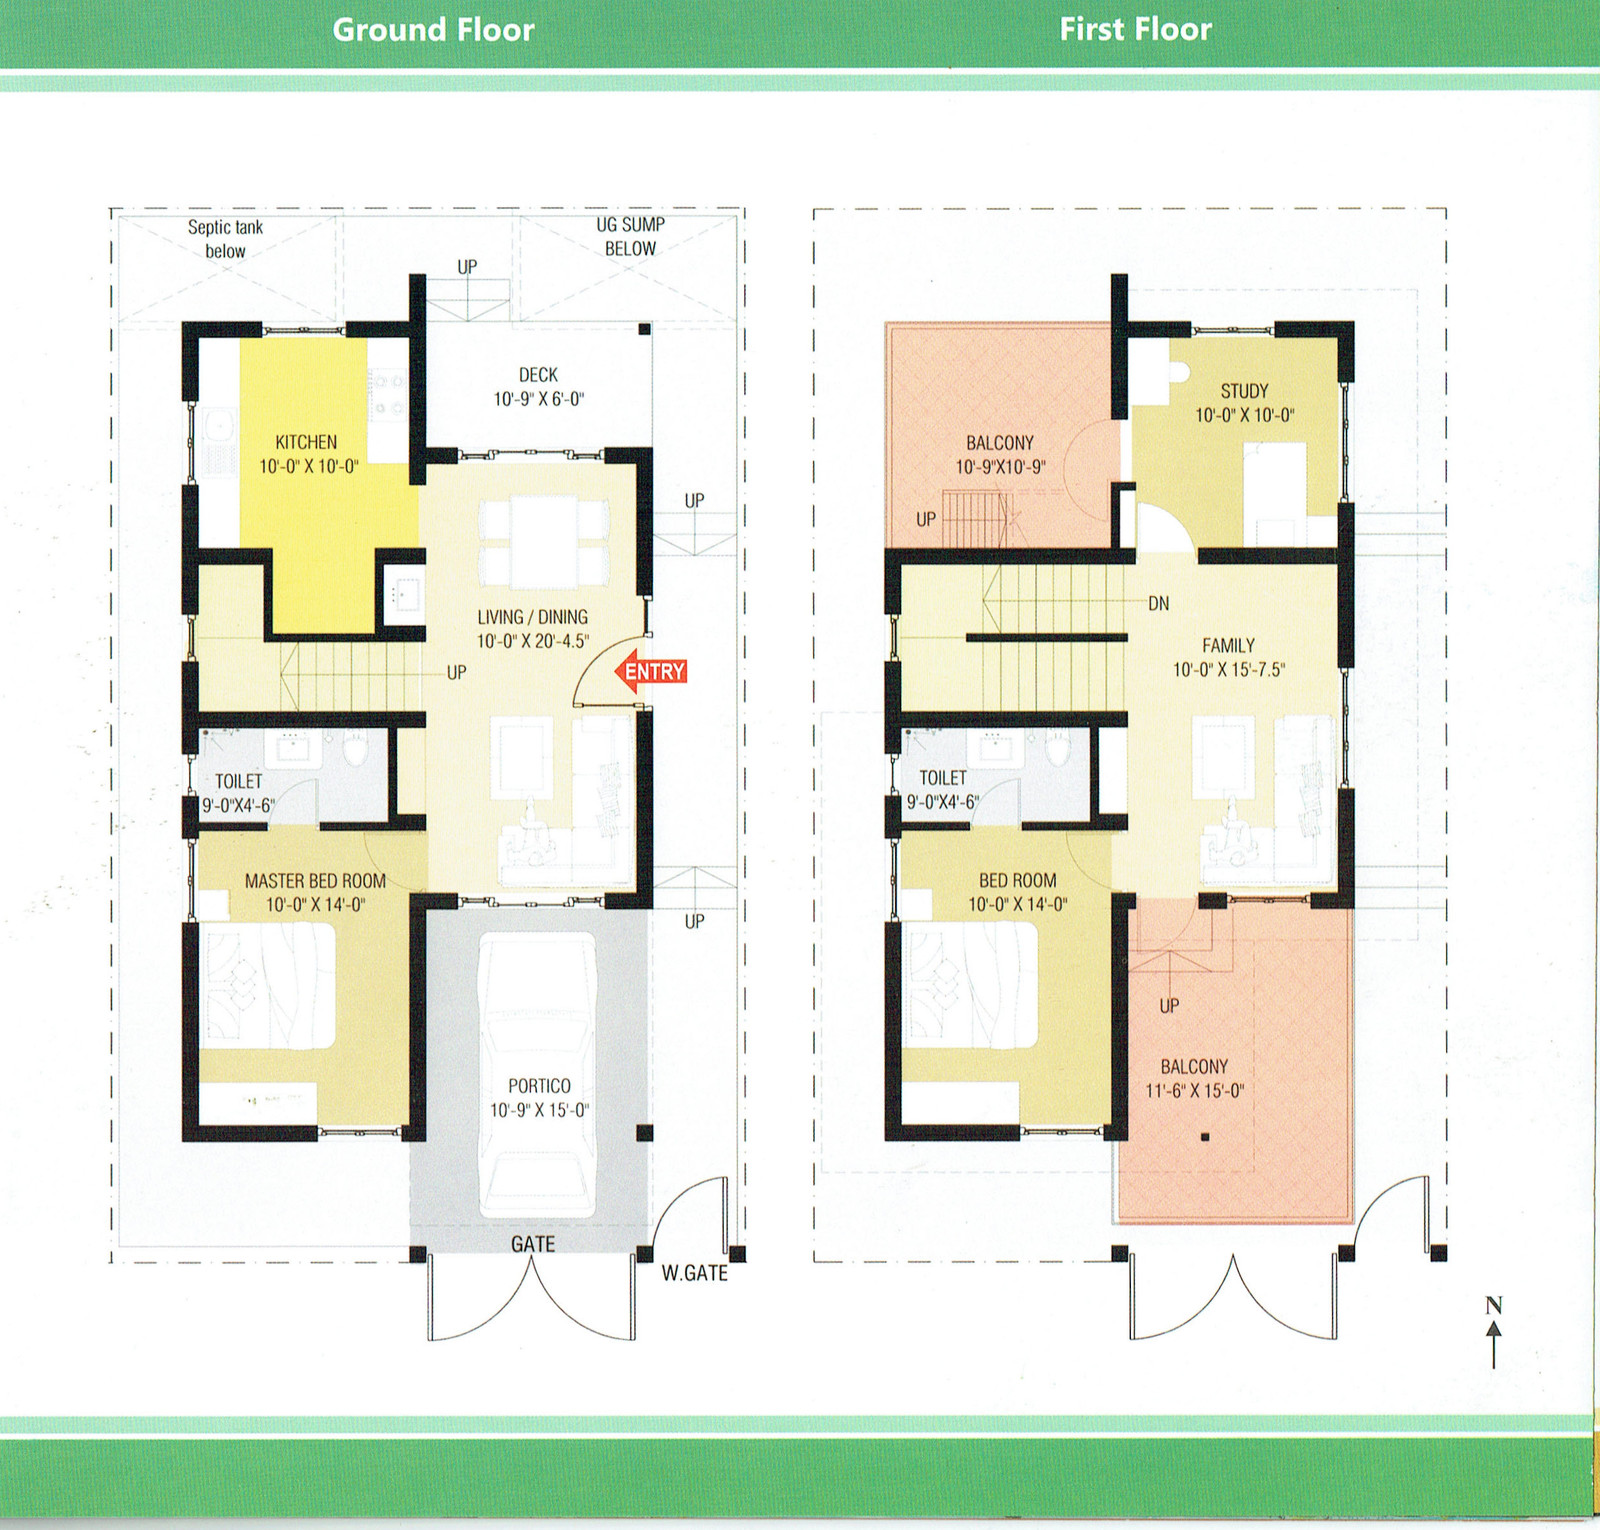 Ground Floor
First Floor
Septic tank
below
UG SUMP
BELOW
UP
DECK
10'-9" X 6'-0"
KITCHEN
10'-0" X 10'-0"
UP
LIVING / DINING
10'-0" X 20'-4.5"
ENTRY
UP
TOILET
9'-0"X4'-6"
MASTER BED ROOM
10'-0" X 14'-0"
UP
PORTICO
10'-9" X 15'-0"
GATE
W.GATE
STUDY
10'-0" X 10'-0"
BALCONY
10'-9"X10'-9"
UP
DN
FAMILY
10'-0" X 15'-7.5"
TOILET
9'-0"X4'-6"
BED ROOM
10'-0" X 14'-0"
UP
BALCONY
11'-6" X 15'-0"
N